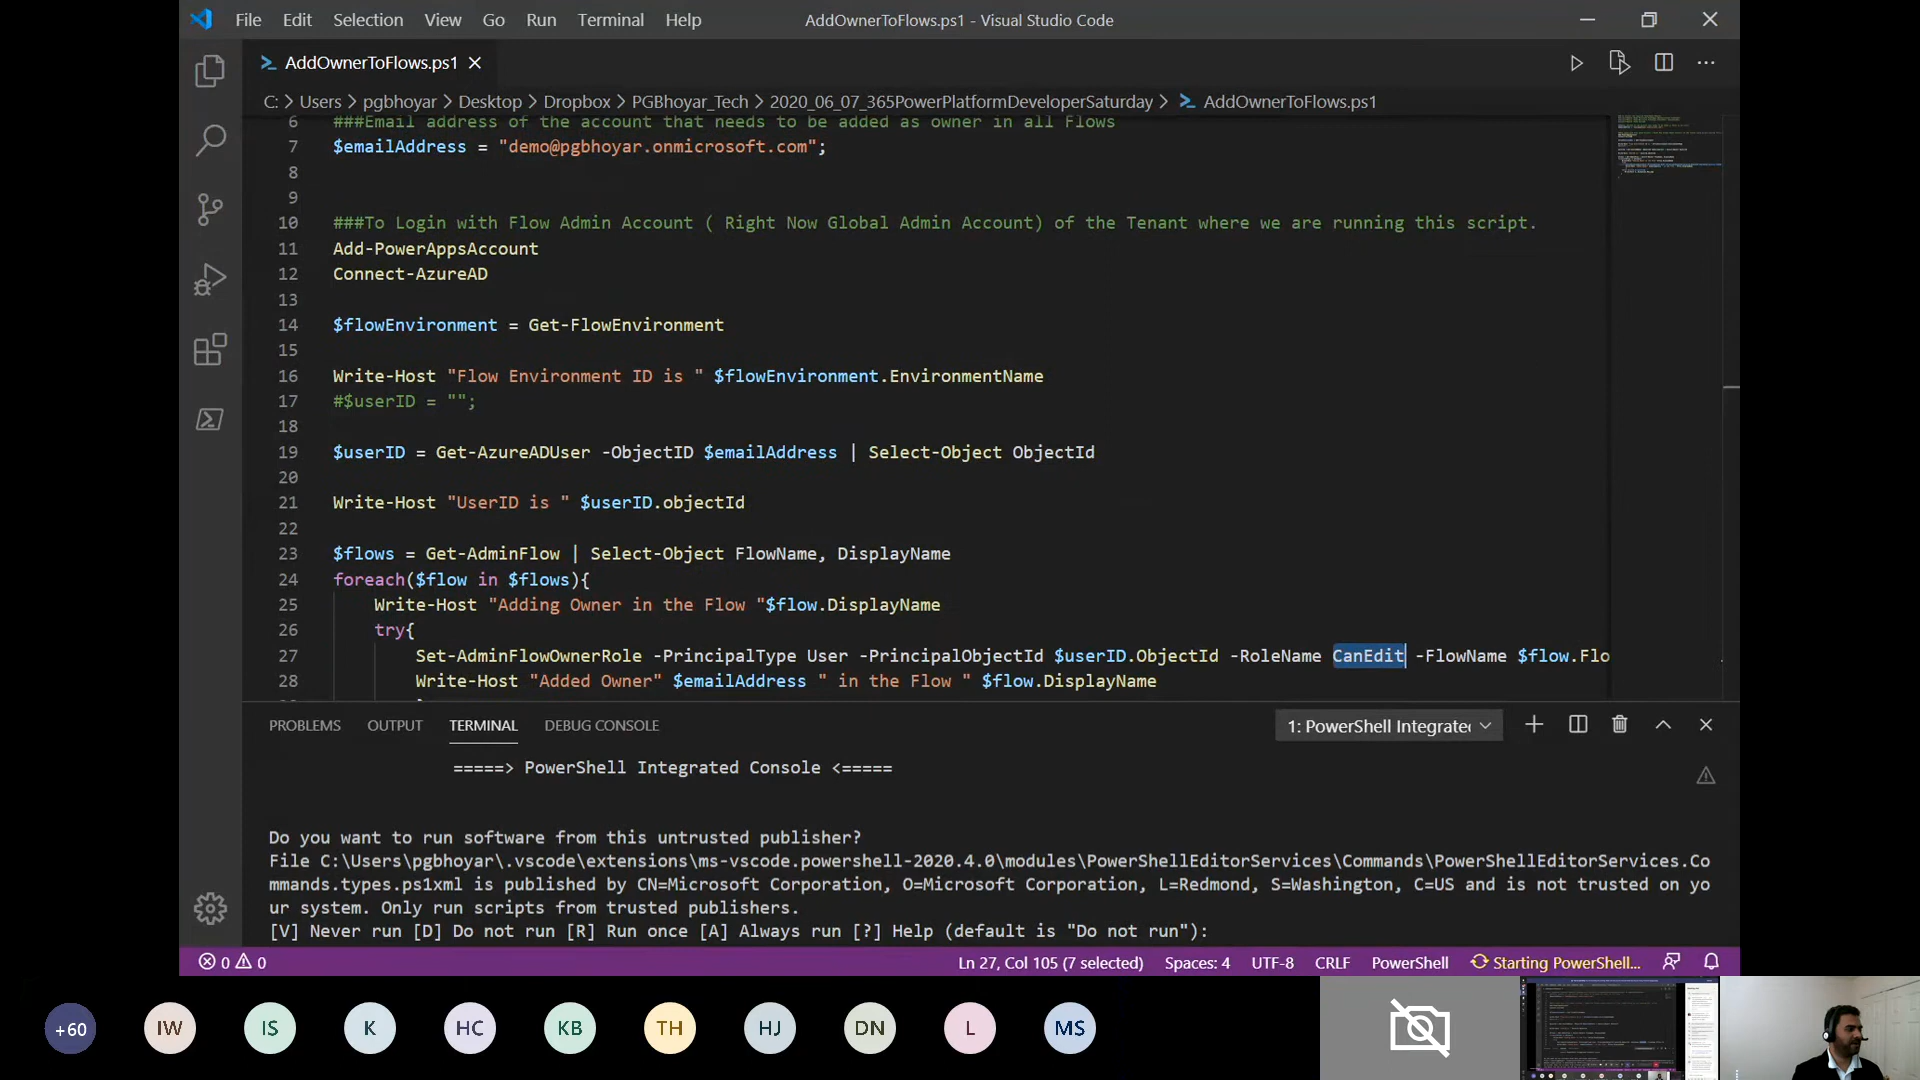 File Edit Selection View Go Run Terminal Help AddOwnerToFlows.ps1 - Visual Studio Code
AddOwnerToFlows.ps1
C: > Users > pgbhoyar > Desktop > Dropbox > PGBhoyar_Tech > 2020_06_07_365PowerPlatformDeveloperSaturday > AddOwnerToFlows.ps1
6 ###Email address of the account that needs to be added as owner in all Flows
7 $emailAddress = "demo@pgbhoyar.onmicrosoft.com";
8
9
10 ###To Login with Flow Admin Account ( Right Now Global Admin Account) of the Tenant where we are running this script.
11 Add-PowerAppsAccount
12 Connect-AzureAD
13
14 $flowEnvironment = Get-FlowEnvironment
15
16 Write-Host "Flow Environment ID is " $flowEnvironment.EnvironmentName
17 #$userID = "";
18
19 $userID = Get-AzureADUser -ObjectID $emailAddress | Select-Object ObjectId
20
21 Write-Host "UserID is " $userID.objectId
22
23 $flows = Get-AdminFlow | Select-Object FlowName, DisplayName
24 foreach($flow in $flows){
25 Write-Host "Adding Owner in the Flow "$flow.DisplayName
26 try{
27 Set-AdminFlowOwnerRole -PrincipalType User -PrincipalObjectId $userID.ObjectId -RoleName CanEdit -FlowName $flow.Flo
28 Write-Host "Added Owner" $emailAddress " in the Flow " $flow.DisplayName
PROBLEMS OUTPUT TERMINAL DEBUG CONSOLE 1: PowerShell Integrate
=====> PowerShell Integrated Console <=====
Do you want to run software from this untrusted publisher?
File C:\Users\pgbhoyar\.vscode\extensions\ms-vscode.powershell-2020.4.0\modules\PowerShellEditorServices\Commands\PowerShellEditorServices.Co
mmands.types.ps1xml is published by CN=Microsoft Corporation, O=Microsoft Corporation, L=Redmond, S=Washington, C=US and is not trusted on yo
ur system. Only run scripts from trusted publishers.
[V] Never run [D] Do not run [R] Run once [A] Always run [?] Help (default is "Do not run"):
0 0 Ln 27, Col 105 (7 selected) Spaces: 4 UTF-8 CRLF PowerShell Starting PowerShell...
+60 IW IS K HC KB TH HJ DN L MS